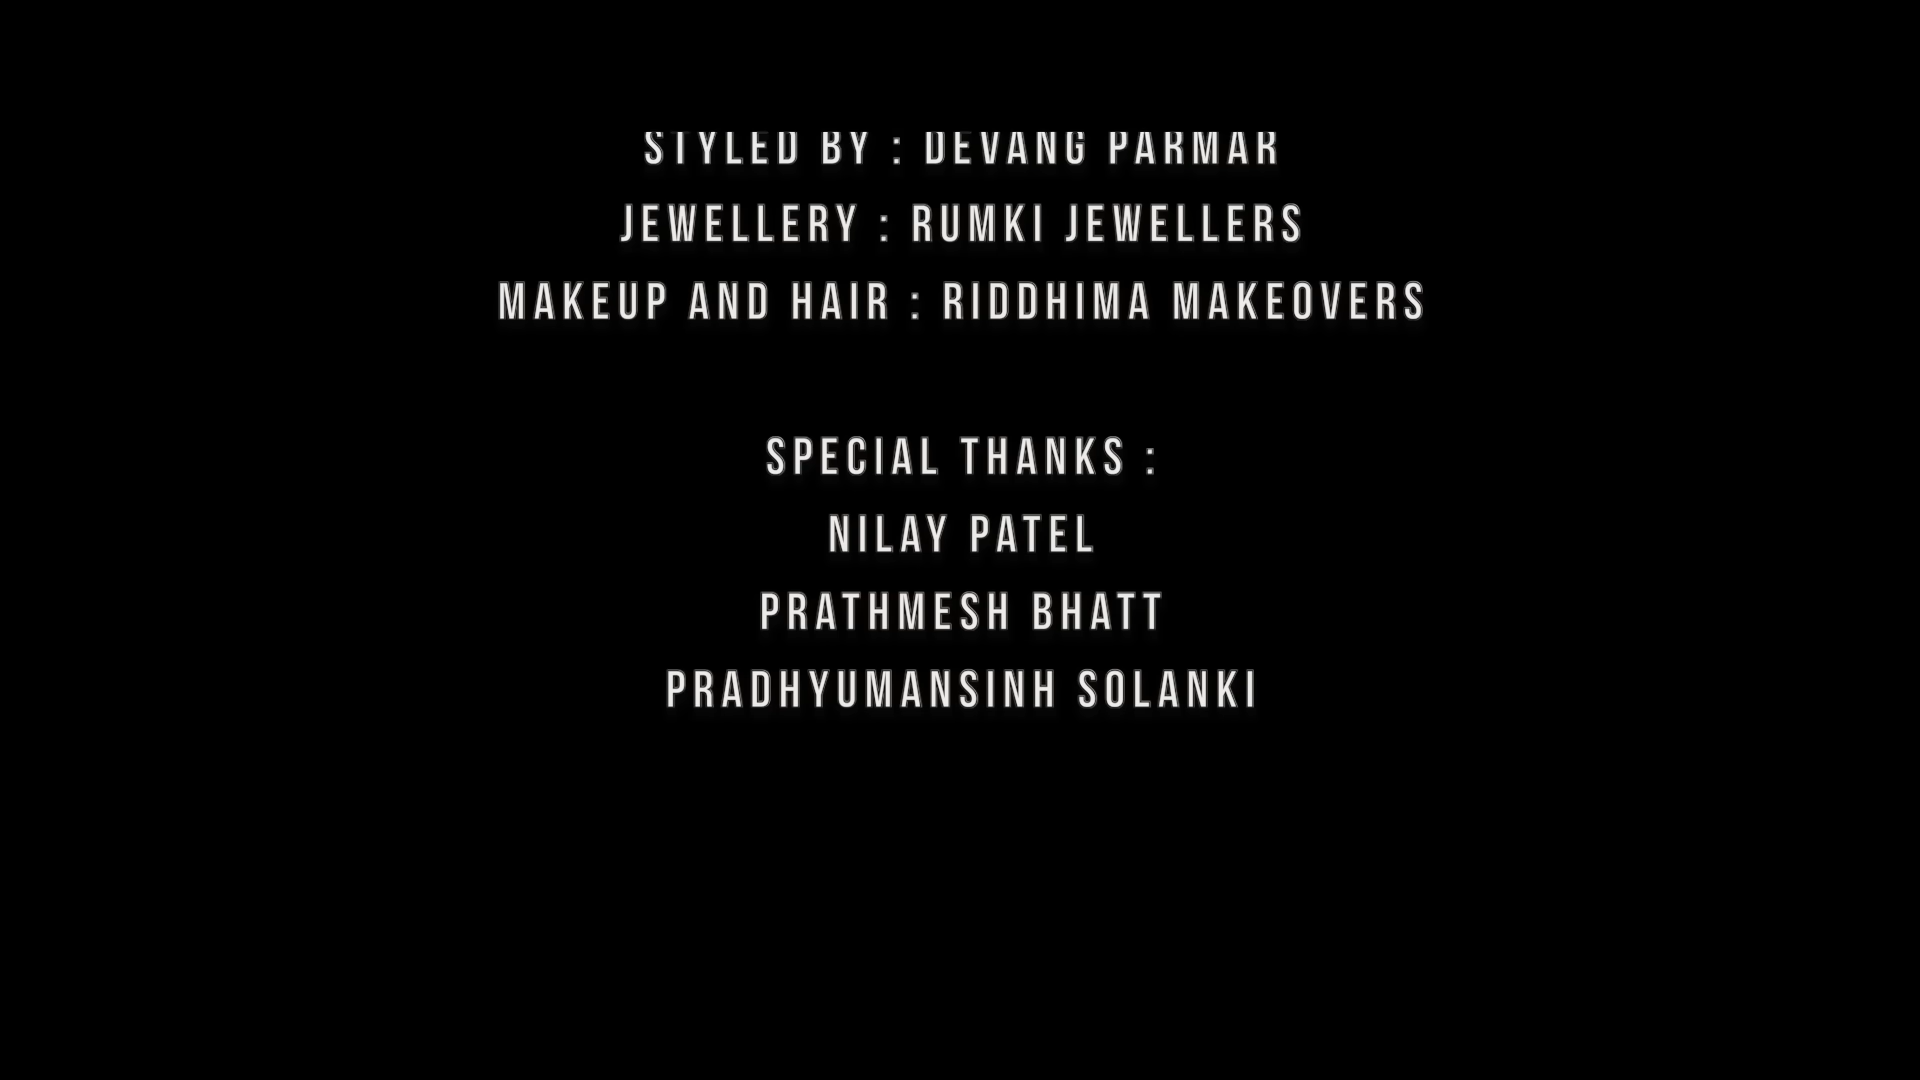 STYLED BY : DEVANG PARMAR
JEWELLERY : RUMKI JEWELLERS
MAKEUP AND HAIR : RIDDHIMA MAKEOVERS
SPECIAL THANKS :
NILAY PATEL
PRATHMESH BHATT
PRADHYUMANSINH SOLANKI